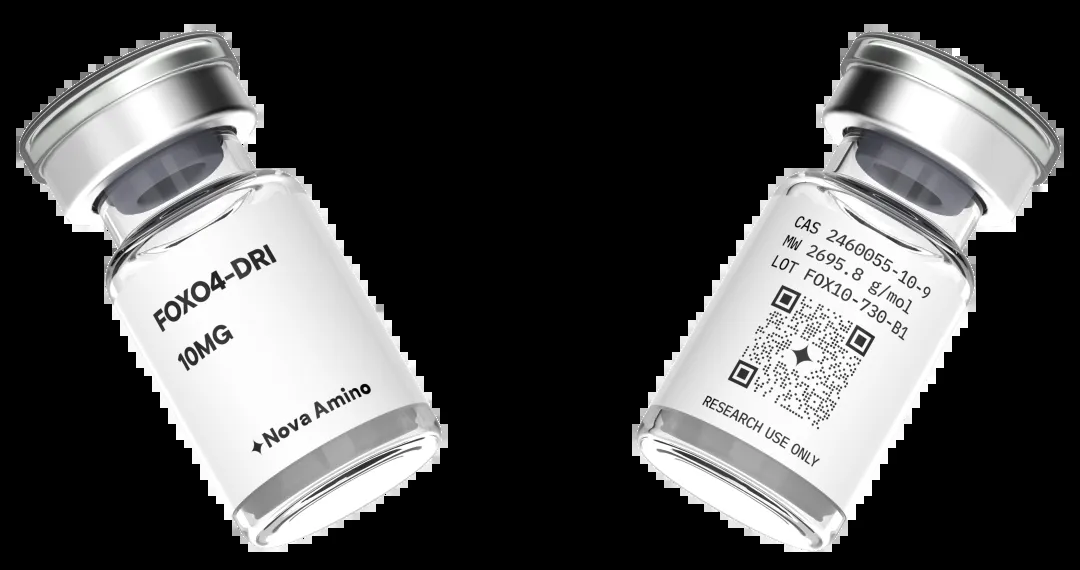 FOXO4-DRI
10MG
Nova Amino
CAS 2460055-10-9
MW 2695.8 g/mol
LOT FOX10-730-B1
RESEARCH USE ONLY